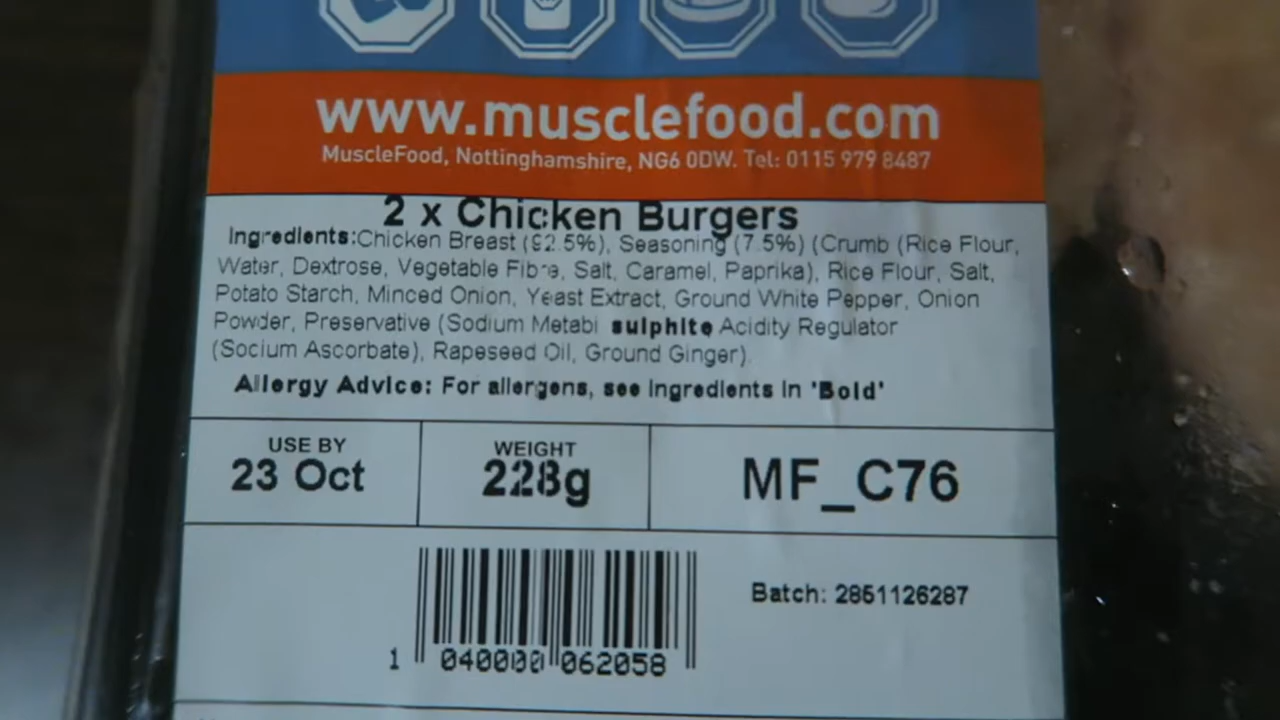 www.musclefood.com
MuscleFood, Nottinghamshire, NG6 0DW. Tel: 0115 979 8487
2 x Chicken Burgers
Ingredients:Chicken Breast (92.5%), Seasoning (7.5%) (Crumb (Rice Flour,
Water, Dextrose, Vegetable Fibre, Salt, Caramel, Paprika), Rice Flour, Salt,
Potato Starch, Minced Onion, Yeast Extract, Ground White Pepper, Onion
Powder, Preservative (Sodium Metabi sulphite Acidity Regulator
(Socium Ascorbate), Rapeseed Oil, Ground Ginger).
Allergy Advice: For allergens, see Ingredients in 'Bold'
USE BY
23 Oct
WEIGHT
228g
MF_C76
Batch: 2851126287
1 040000 062058